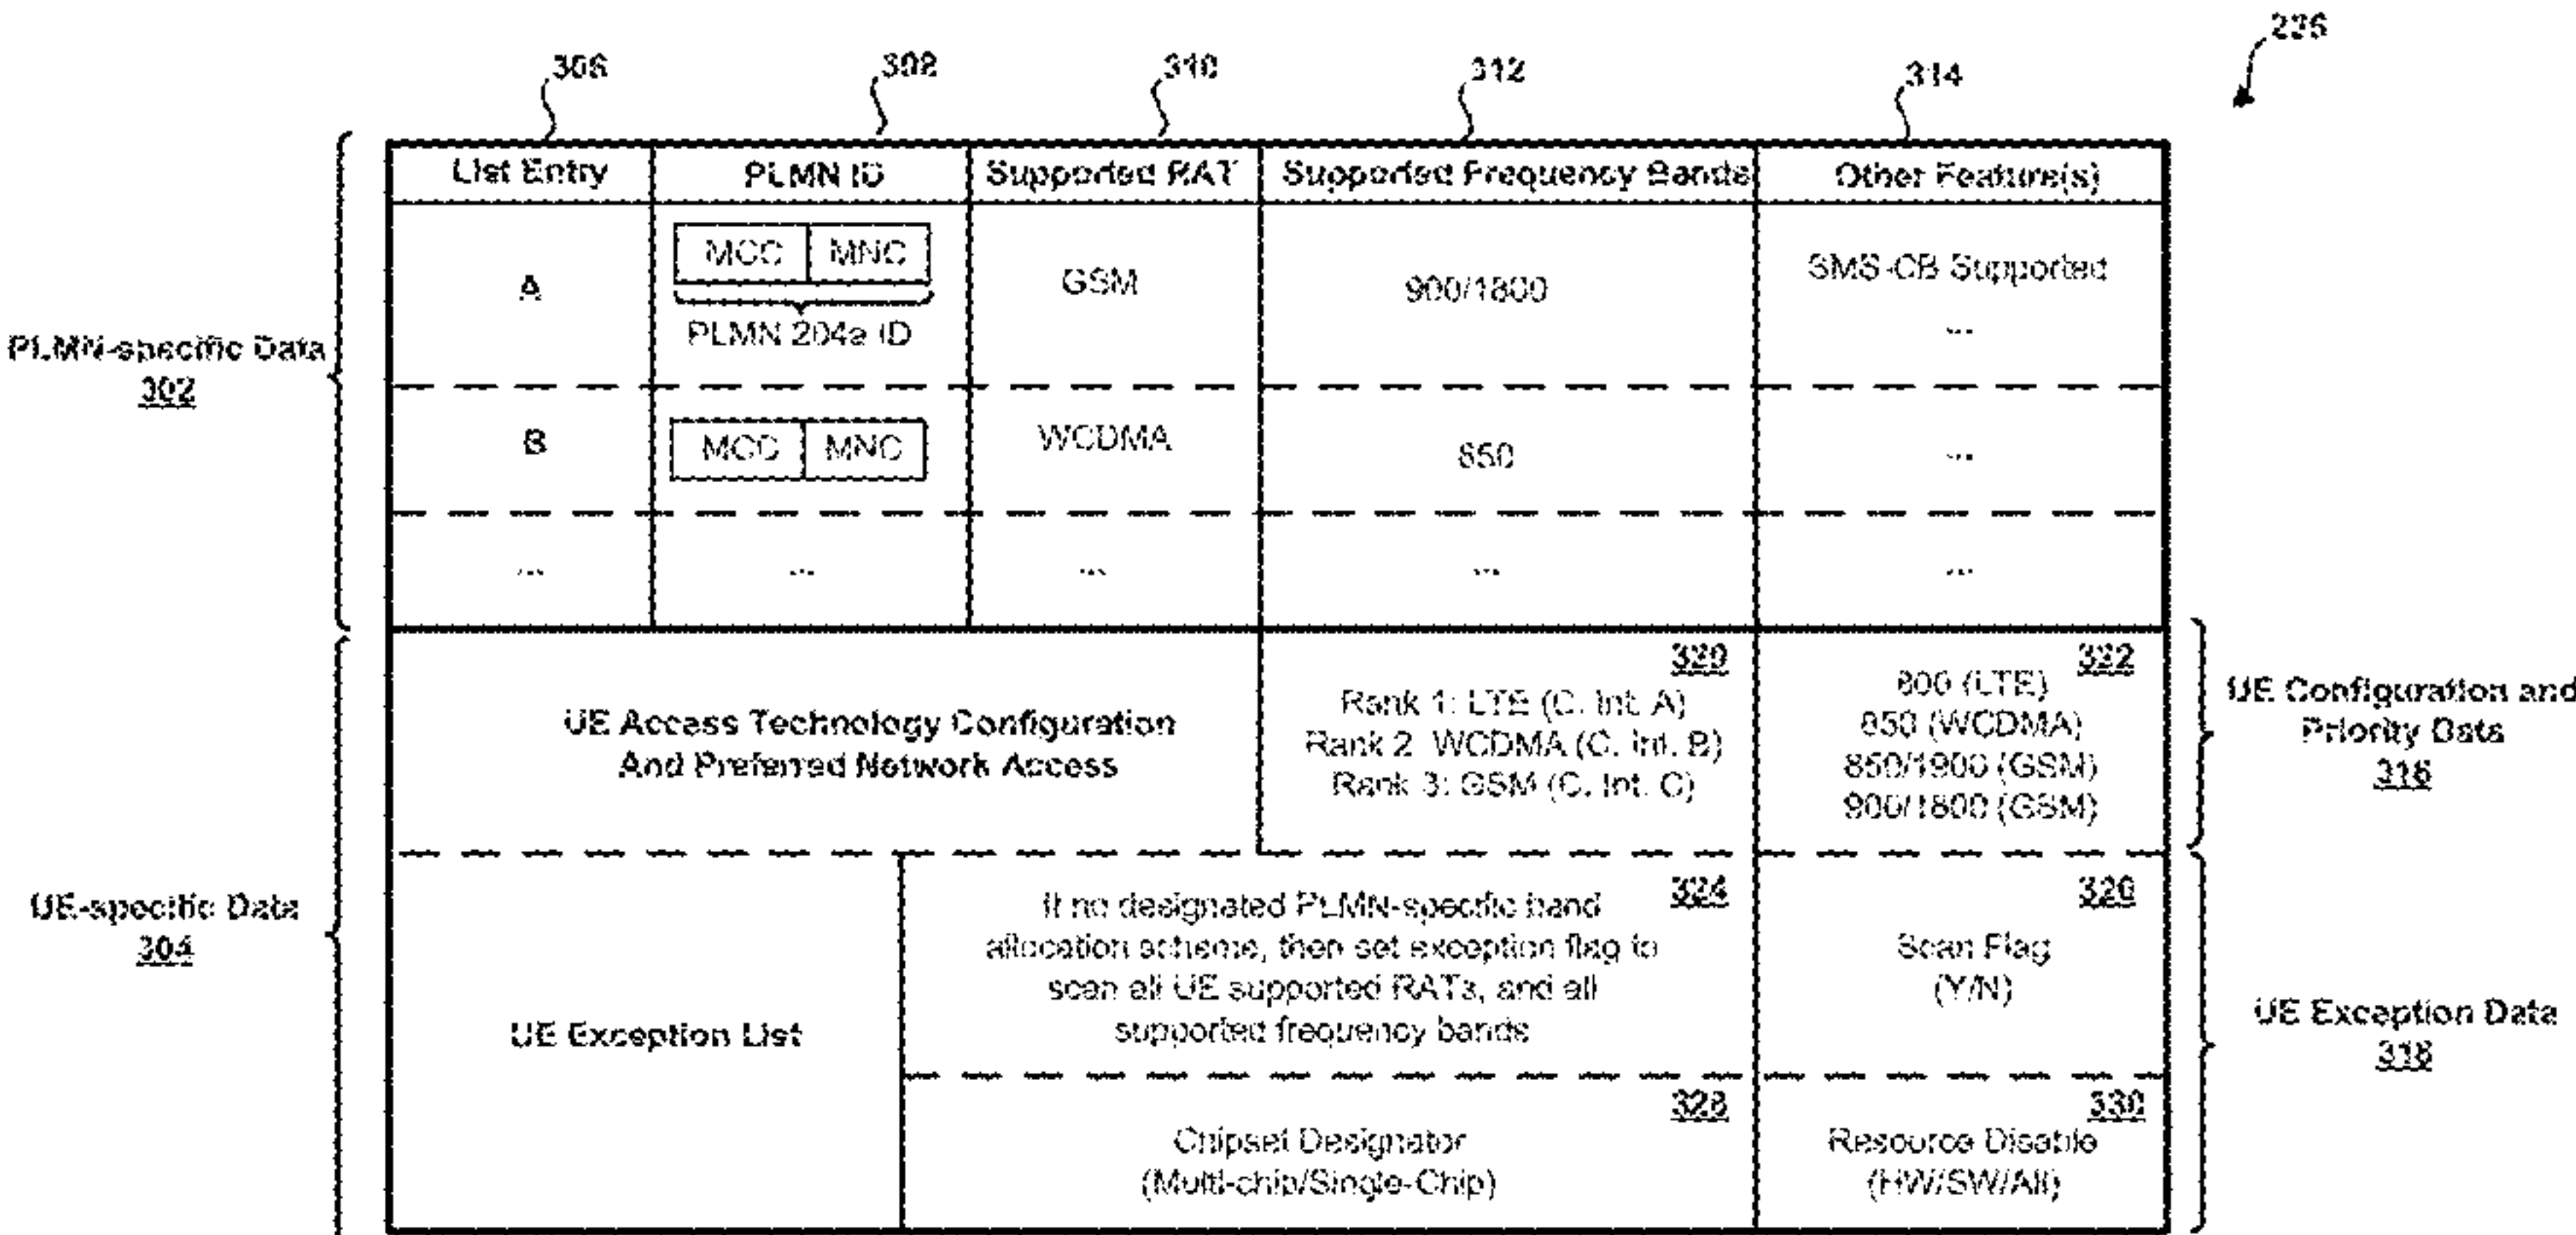 226
306 308 310 312 314
List Entry PLMN ID Supported RAT Supported Frequency Bands Other Feature(s)
A MCC MNC GSM 900/1800 SMS-CB Supported
PLMN 204a ID ...
PLMN-specific Data
302
B MCC MNC WCDMA 850 ...
... ... ... ... ...
UE Access Technology Configuration
And Preferred Network Access
320
Rank 1: LTE (C. Int. A)
Rank 2 WCDMA (C. Int. B)
Rank 3: GSM (C. Int. C)
322
800 (LTE)
850 (WCDMA)
850/1900 (GSM)
900/1800 (GSM)
UE Configuration and
Priority Data
316
UE-specific Data
304
UE Exception List
324
If no designated PLMN-specific band
allocation scheme, then set exception flag to
scan all UE supported RATs, and all
supported frequency bands
326
Scan Flag
(Y/N)
UE Exception Data
318
328
Chipset Designator
(Multi-chip/Single-Chip)
330
Resource Disable
(HW/SW/All)